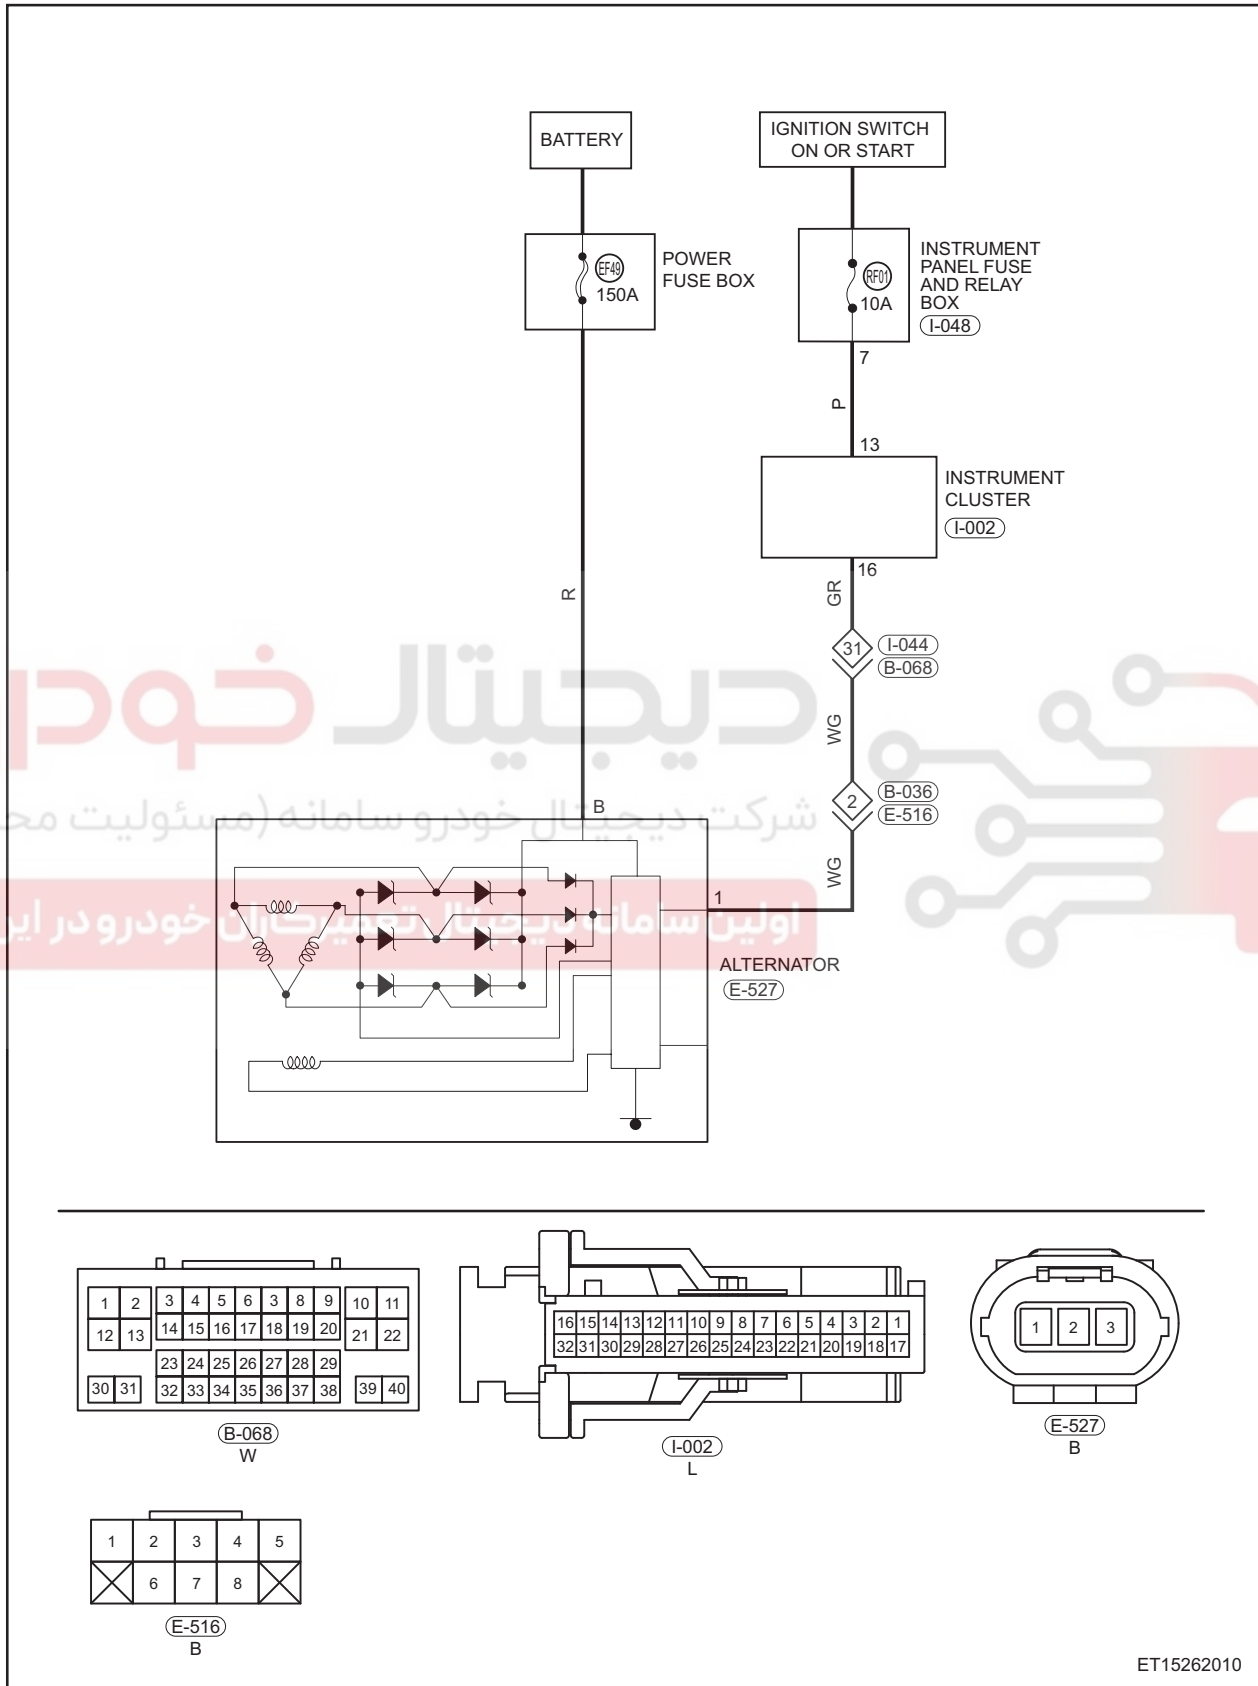 BATTERY
IGNITION SWITCH
ON OR START
EF49
150A
POWER
FUSE BOX
RF01
10A
INSTRUMENT
PANEL FUSE
AND RELAY
BOX
I-048
7
P
13
INSTRUMENT
CLUSTER
I-002
16
GR
R
31
I-044
B-068
WG
2
B-036
E-516
WG
B
1
ALTERNATOR
E-527
دیجیتال خودر
شرکت دیجیتال خودرو سامانه (مسئولیت
اولین سامانه دیجیتال تعمیرکاران خودرو در
1 2 3 4 5 6 3 8 9 10 11
12 13 14 15 16 17 18 19 20 21 22
23 24 25 26 27 28 29
30 31 32 33 34 35 36 37 38 39 40
B-068
W
16 15 14 13 12 11 10 9 8 7 6 5 4 3 2 1
32 31 30 29 28 27 26 25 24 23 22 21 20 19 18 17
I-002
L
1 2 3
E-527
B
1 2 3 4 5
6 7 8
E-516
B
ET15262010